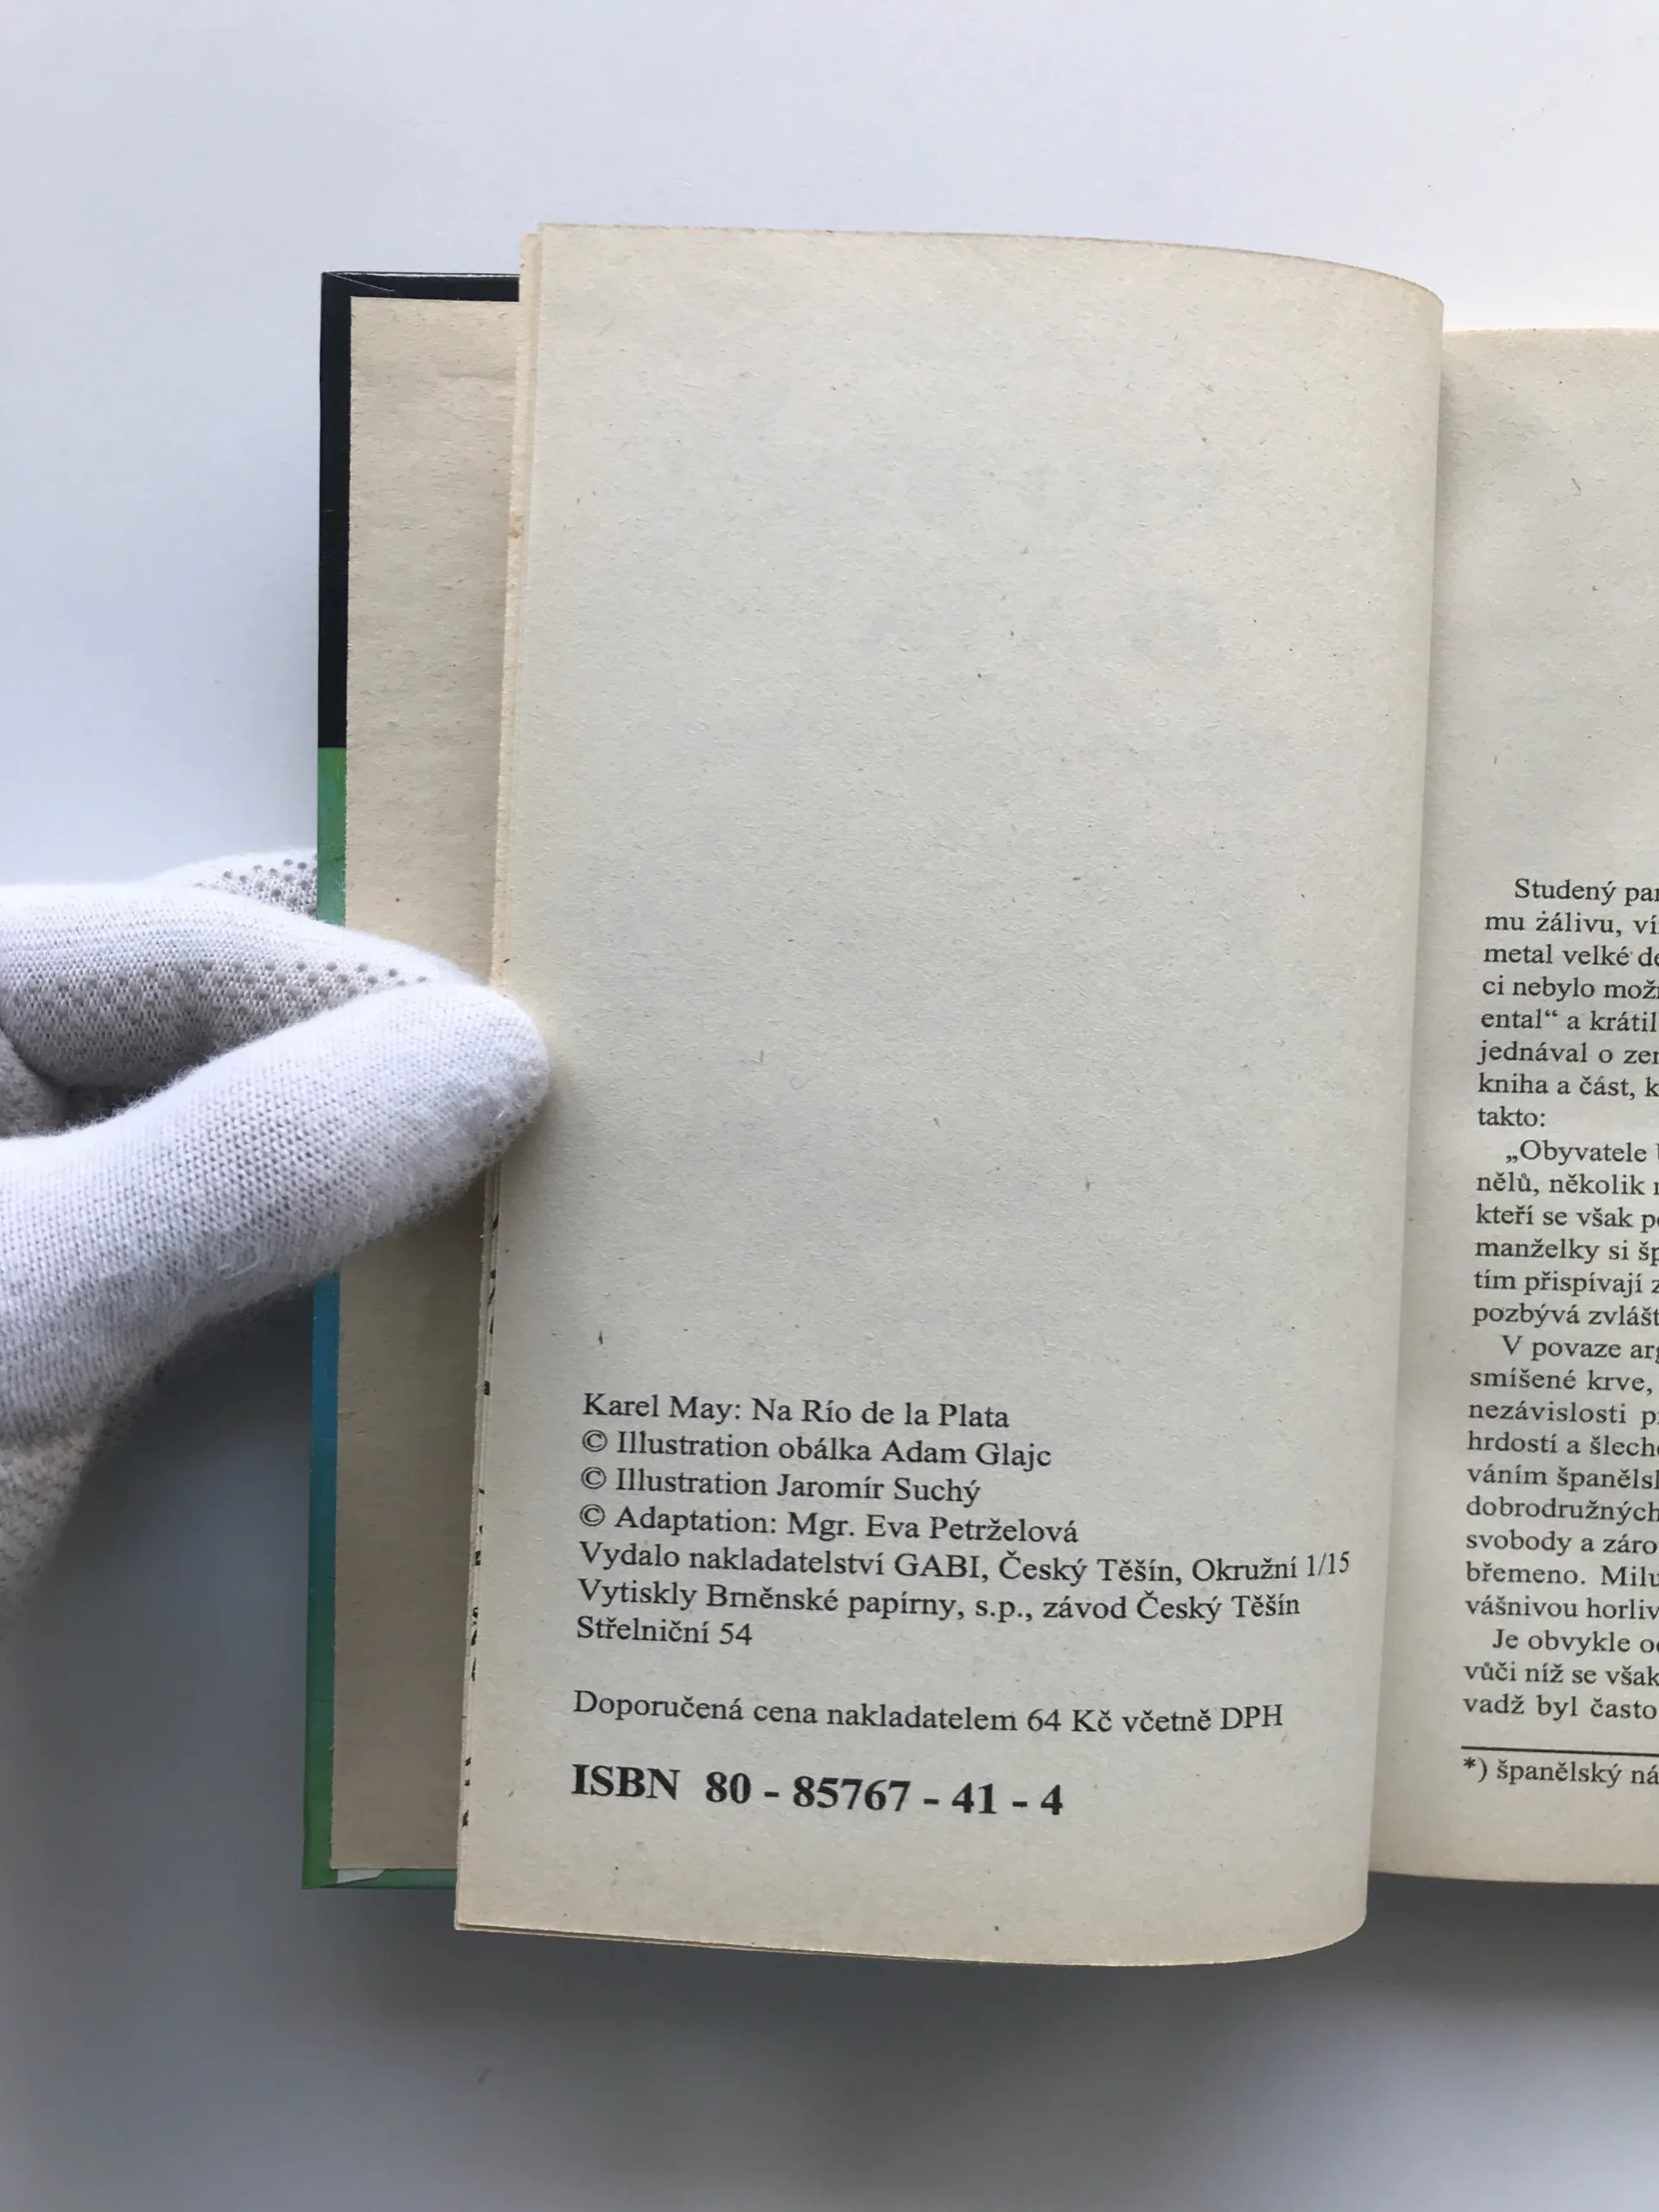 Karel May: Na Río de la Plata
© Illustration obálka Adam Glajc
© Illustration Jaromír Suchý
© Adaptation: Mgr. Eva Petrželová
Vydalo nakladatelství GABI, Český Těšín, Okružní 1/15
Vytiskly Brněnské papírny, s.p., závod Český Těšín
Střelniční 54
Doporučená cena nakladatelem 64 Kč včetně DPH
ISBN 80 - 85767 - 41 - 4
Studený
mu żálivu,
metal velké
ci nebylo
ental“ a krátil
jednával o
kniha a část,
takto:
„Obyvatele
nělů, několik
kteří se však
manželky si
tím přispívají
pozbývá
V povaze
smíšené krve,
nezávislosti
hrdostí a
váním
dobrodružných
svobody a
břemeno.
vášnivou
Je obvykle
vůči níž se však
vadž byl často
*) španělský